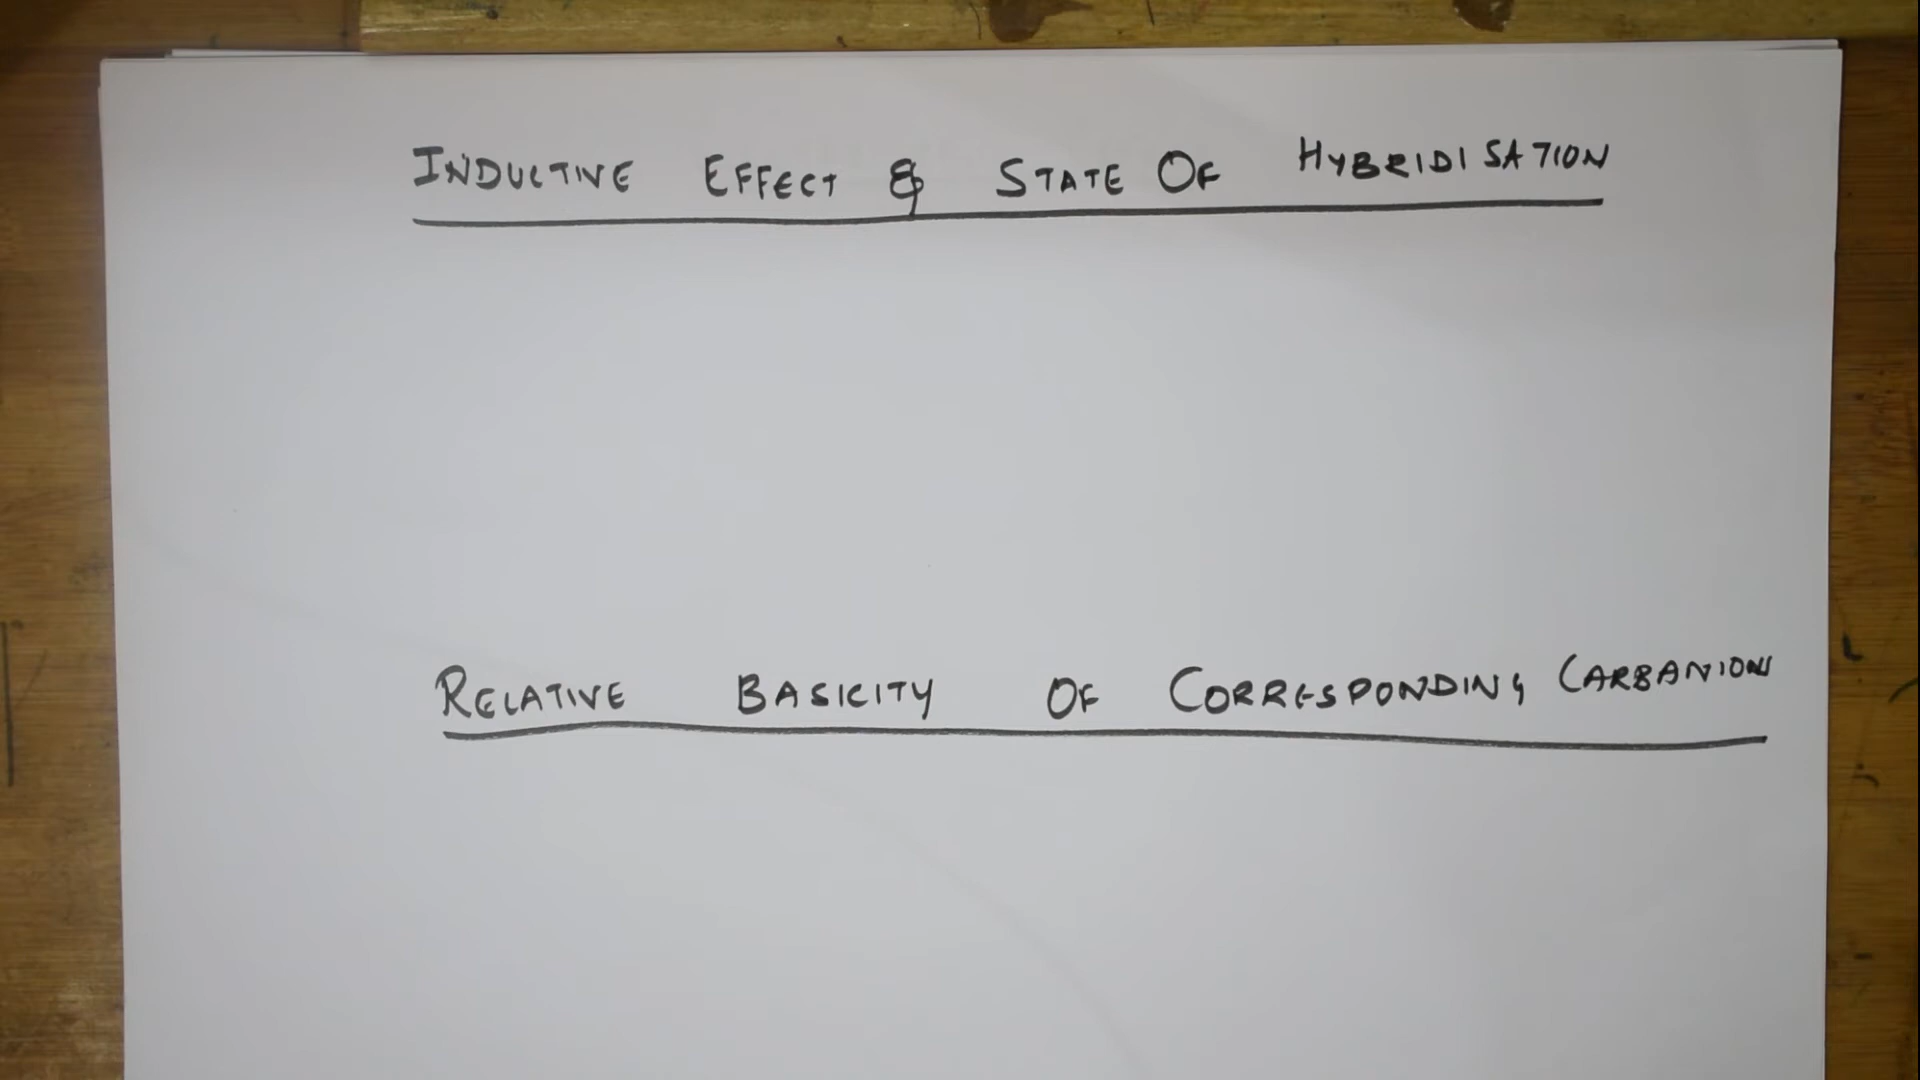 INDUCTIVE EFFECT & STATE OF HYBRIDISATION
RELATIVE BASICITY OF CORRESPONDING CARBANIONS